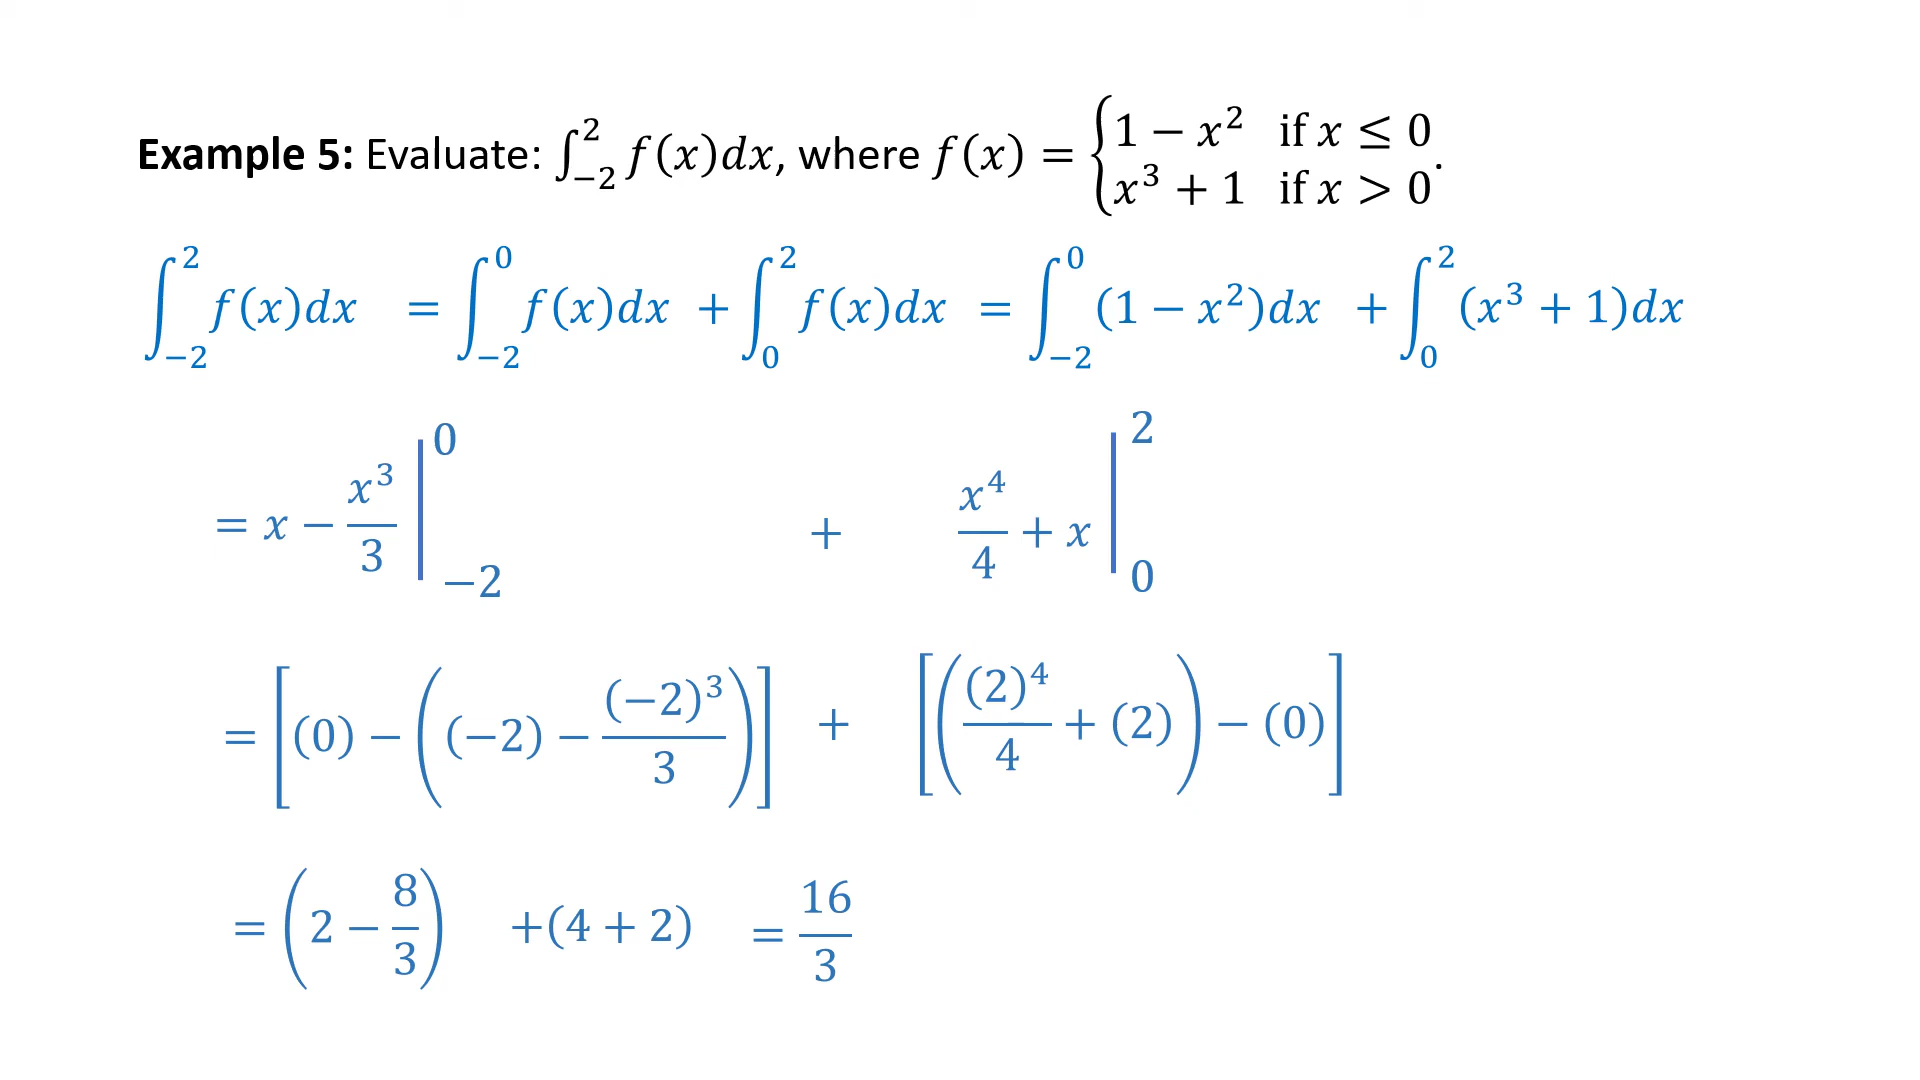 Example 5: Evaluate: ∫_{−2}^{2} f(x)dx, where f(x) = { 1 − x² if x ≤ 0
x³ + 1 if x > 0 .
∫_{−2}^{2} f(x)dx = ∫_{−2}^{0} f(x)dx + ∫_{0}^{2} f(x)dx = ∫_{−2}^{0} (1 − x²)dx + ∫_{0}^{2} (x³ + 1)dx
= x − x³/3 |_{−2}^{0} + x⁴/4 + x |_{0}^{2}
= [(0) − ((−2) − (−2)³/3)] + [((2)⁴/4 + (2)) − (0)]
= (2 − 8/3) +(4 + 2) = 16/3